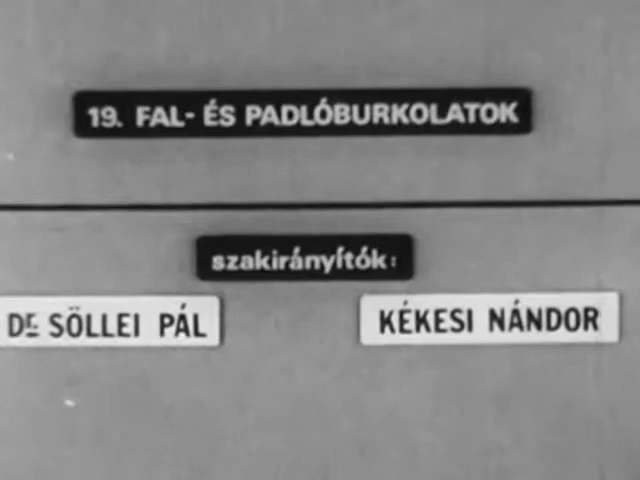 19. FAL- ÉS PADLÓBURKOLATOK
szakirányítók:
Dr. SÖLLEI PÁL
KÉKESI NÁNDOR